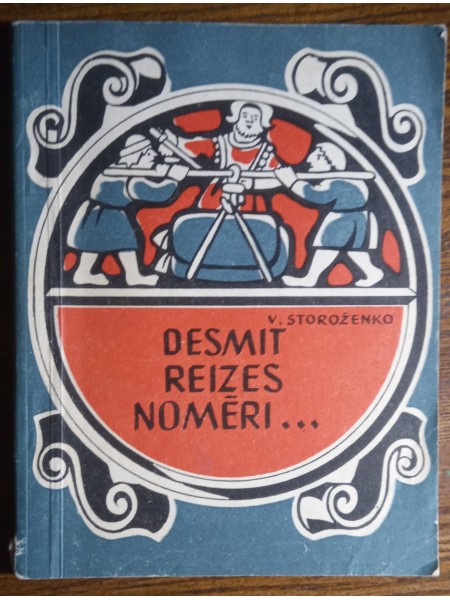 V. STOROŽENKO
DESMIT
REIZES
NOMĒRI...